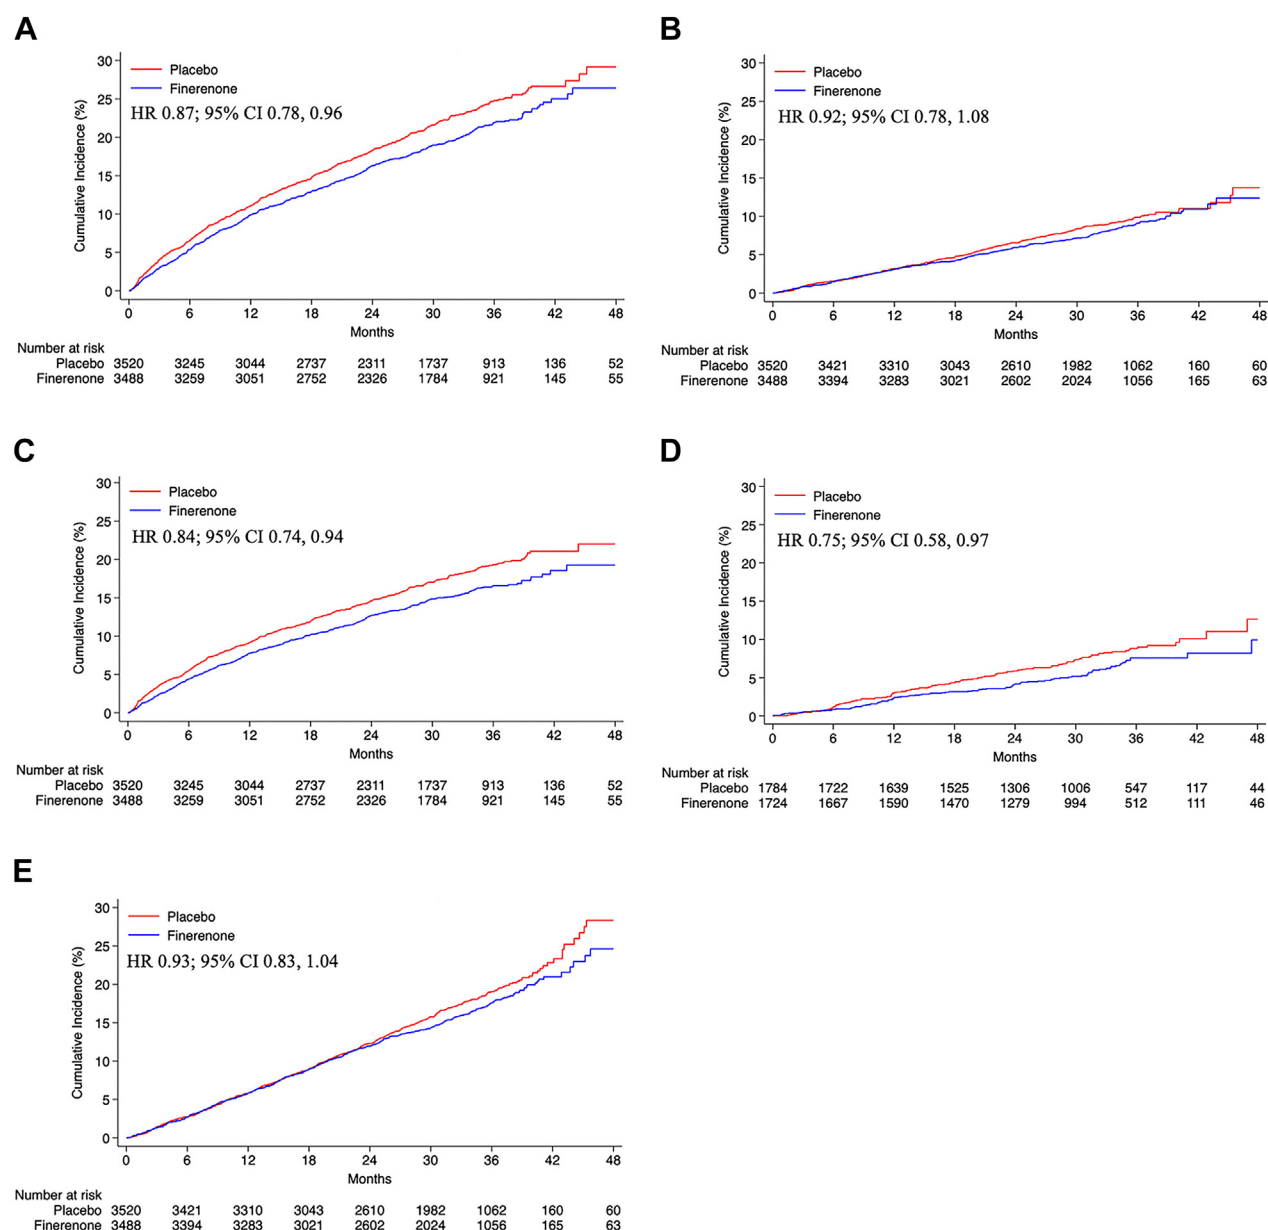 A
Cumulative Incidence (%)
30
25
20
15
10
5
0
Placebo
Finerenone
HR 0.87; 95% CI 0.78, 0.96
0 6 12 18 24 30 36 42 48
Months
Number at risk
Placebo 3520 3245 3044 2737 2311 1737 913 136 52
Finerenone 3488 3259 3051 2752 2326 1784 921 145 55
B
Cumulative Incidence (%)
30
25
20
15
10
5
0
Placebo
Finerenone
HR 0.92; 95% CI 0.78, 1.08
0 6 12 18 24 30 36 42 48
Months
Number at risk
Placebo 3520 3421 3310 3043 2610 1982 1062 160 60
Finerenone 3488 3394 3283 3021 2602 2024 1056 165 63
C
Cumulative Incidence (%)
30
25
20
15
10
5
0
Placebo
Finerenone
HR 0.84; 95% CI 0.74, 0.94
0 6 12 18 24 30 36 42 48
Months
Number at risk
Placebo 3520 3245 3044 2737 2311 1737 913 136 52
Finerenone 3488 3259 3051 2752 2326 1784 921 145 55
D
Cumulative Incidence (%)
30
25
20
15
10
5
0
Placebo
Finerenone
HR 0.75; 95% CI 0.58, 0.97
0 6 12 18 24 30 36 42 48
Months
Number at risk
Placebo 1784 1722 1639 1525 1306 1006 547 117 44
Finerenone 1724 1667 1590 1470 1279 994 512 111 46
E
Cumulative Incidence (%)
30
25
20
15
10
5
0
Placebo
Finerenone
HR 0.93; 95% CI 0.83, 1.04
0 6 12 18 24 30 36 42 48
Months
Number at risk
Placebo 3520 3421 3310 3043 2610 1982 1062 160 60
Finerenone 3488 3394 3283 3021 2602 2024 1056 165 63